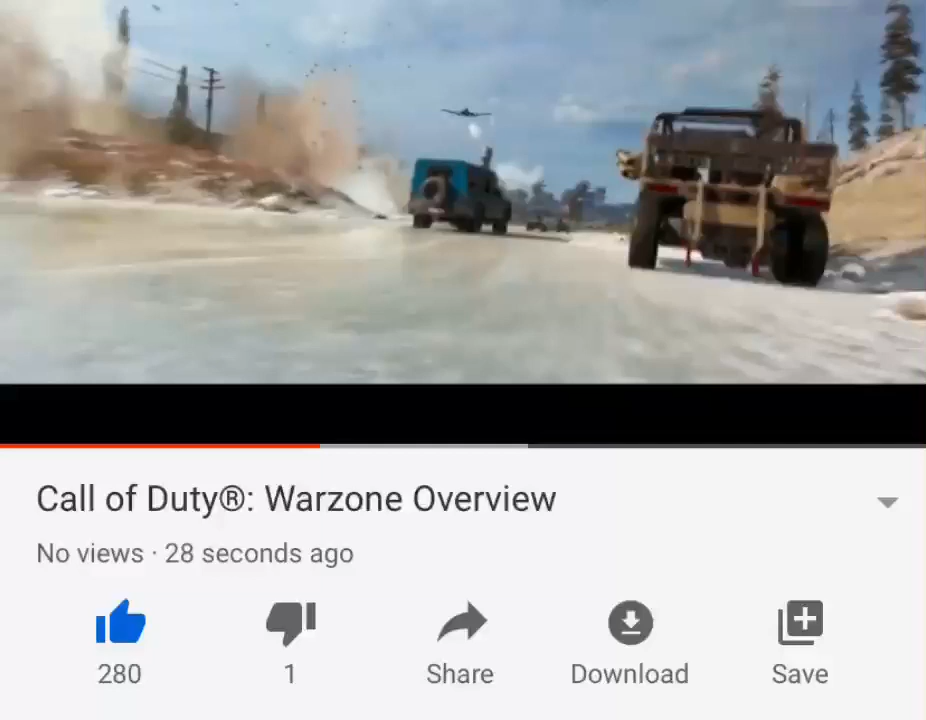 Call of Duty®: Warzone Overview
No views · 28 seconds ago
280 1 Share Download Save